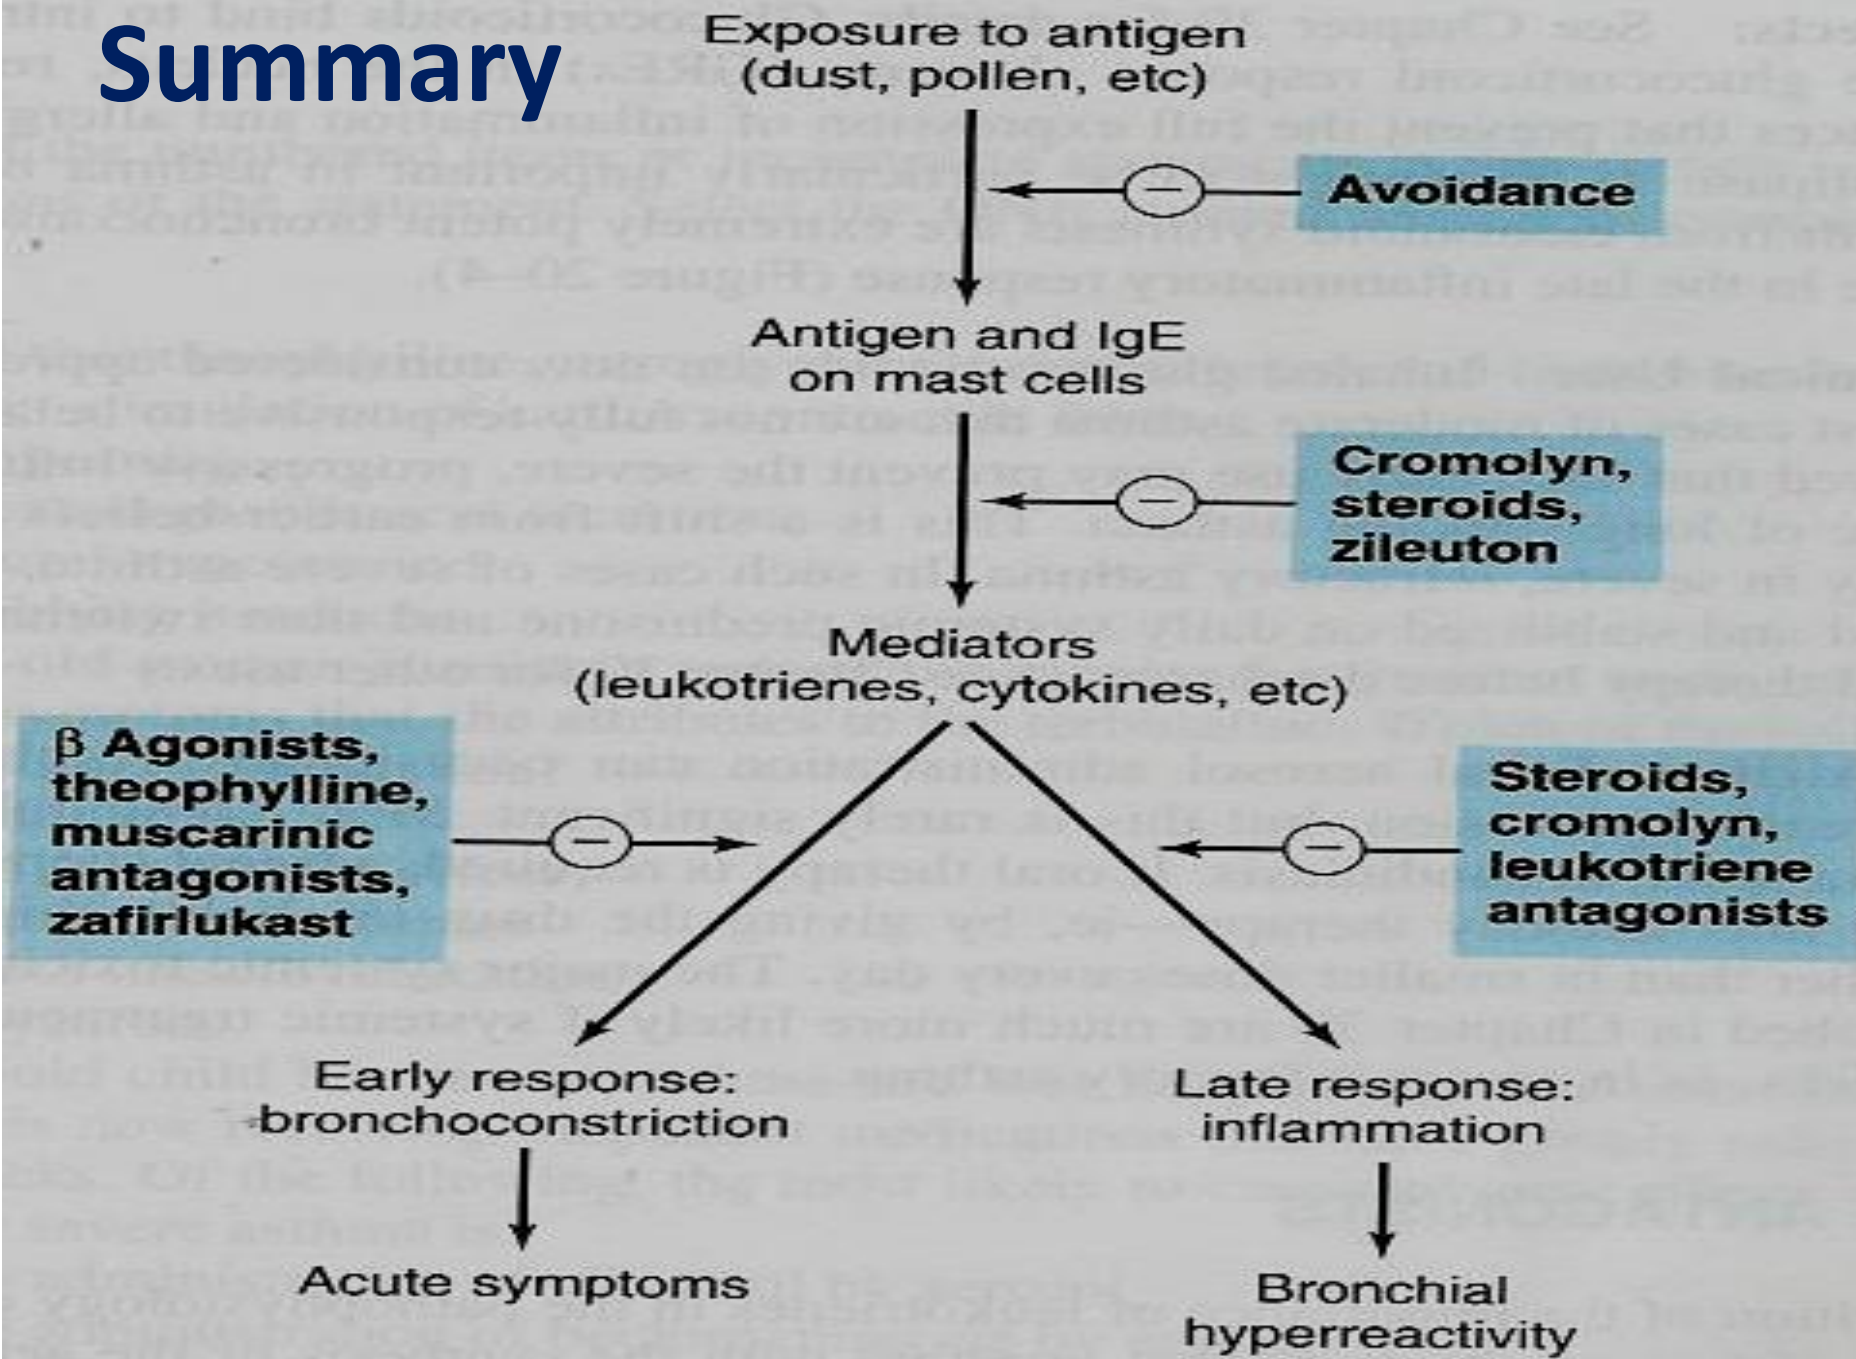 Summary
Exposure to antigen
(dust, pollen, etc)
Avoidance
Antigen and IgE
on mast cells
Cromolyn,
steroids,
zileuton
Mediators
(leukotrienes, cytokines, etc)
β Agonists,
theophylline,
muscarinic
antagonists,
zafirlukast
Steroids,
cromolyn,
leukotriene
antagonists
Early response:
bronchoconstriction
Late response:
inflammation
Acute symptoms
Bronchial
hyperreactivity